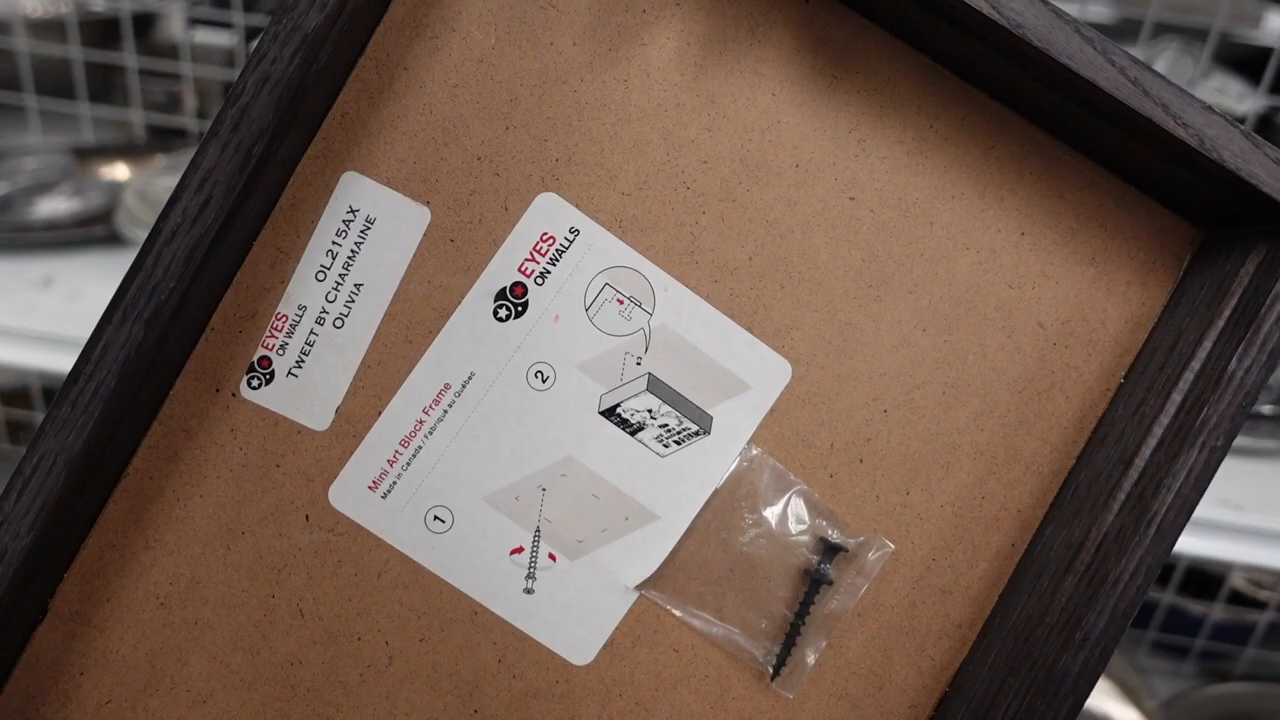 EYES
ON WALLS
OL215AX
TWEET BY CHARMAINE
OLIVIA
EYES
ON WALLS
Mini Art Block Frame
Made in Canada / Fabriqué au Québec
1
2